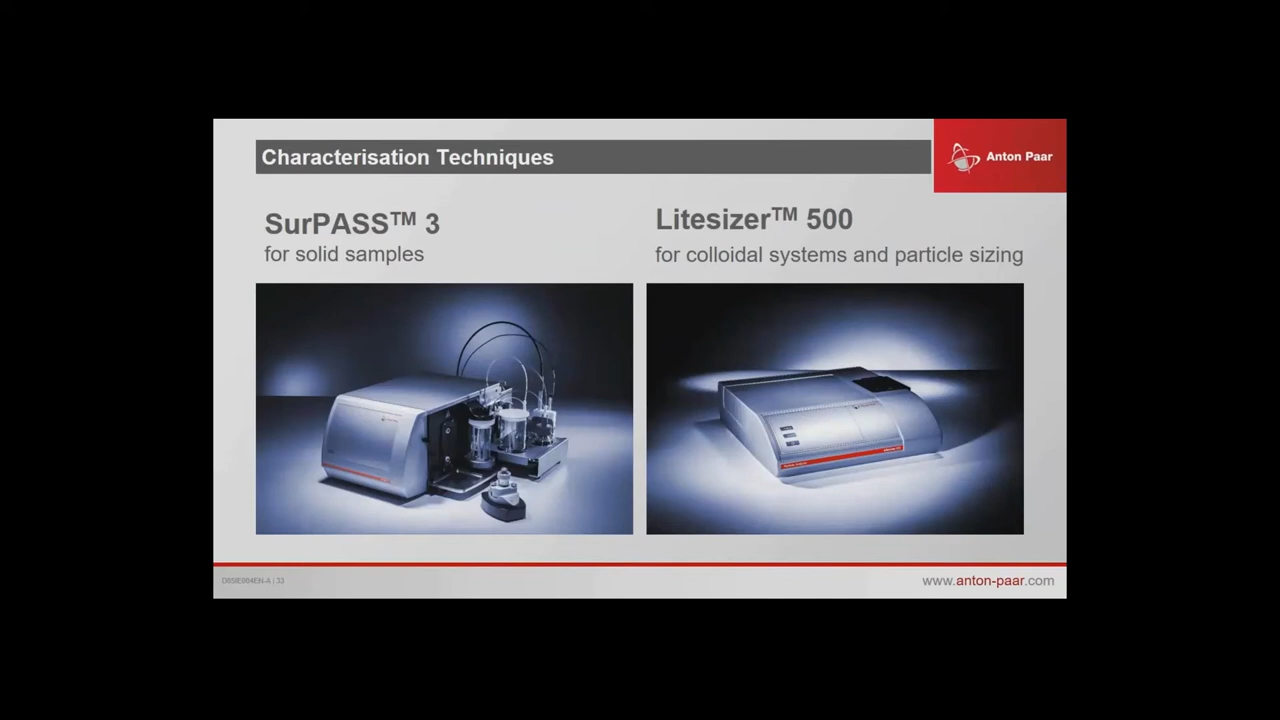 Characterisation Techniques
Anton Paar
SurPASS™ 3
for solid samples
Litesizer™ 500
for colloidal systems and particle sizing
www.anton-paar.com